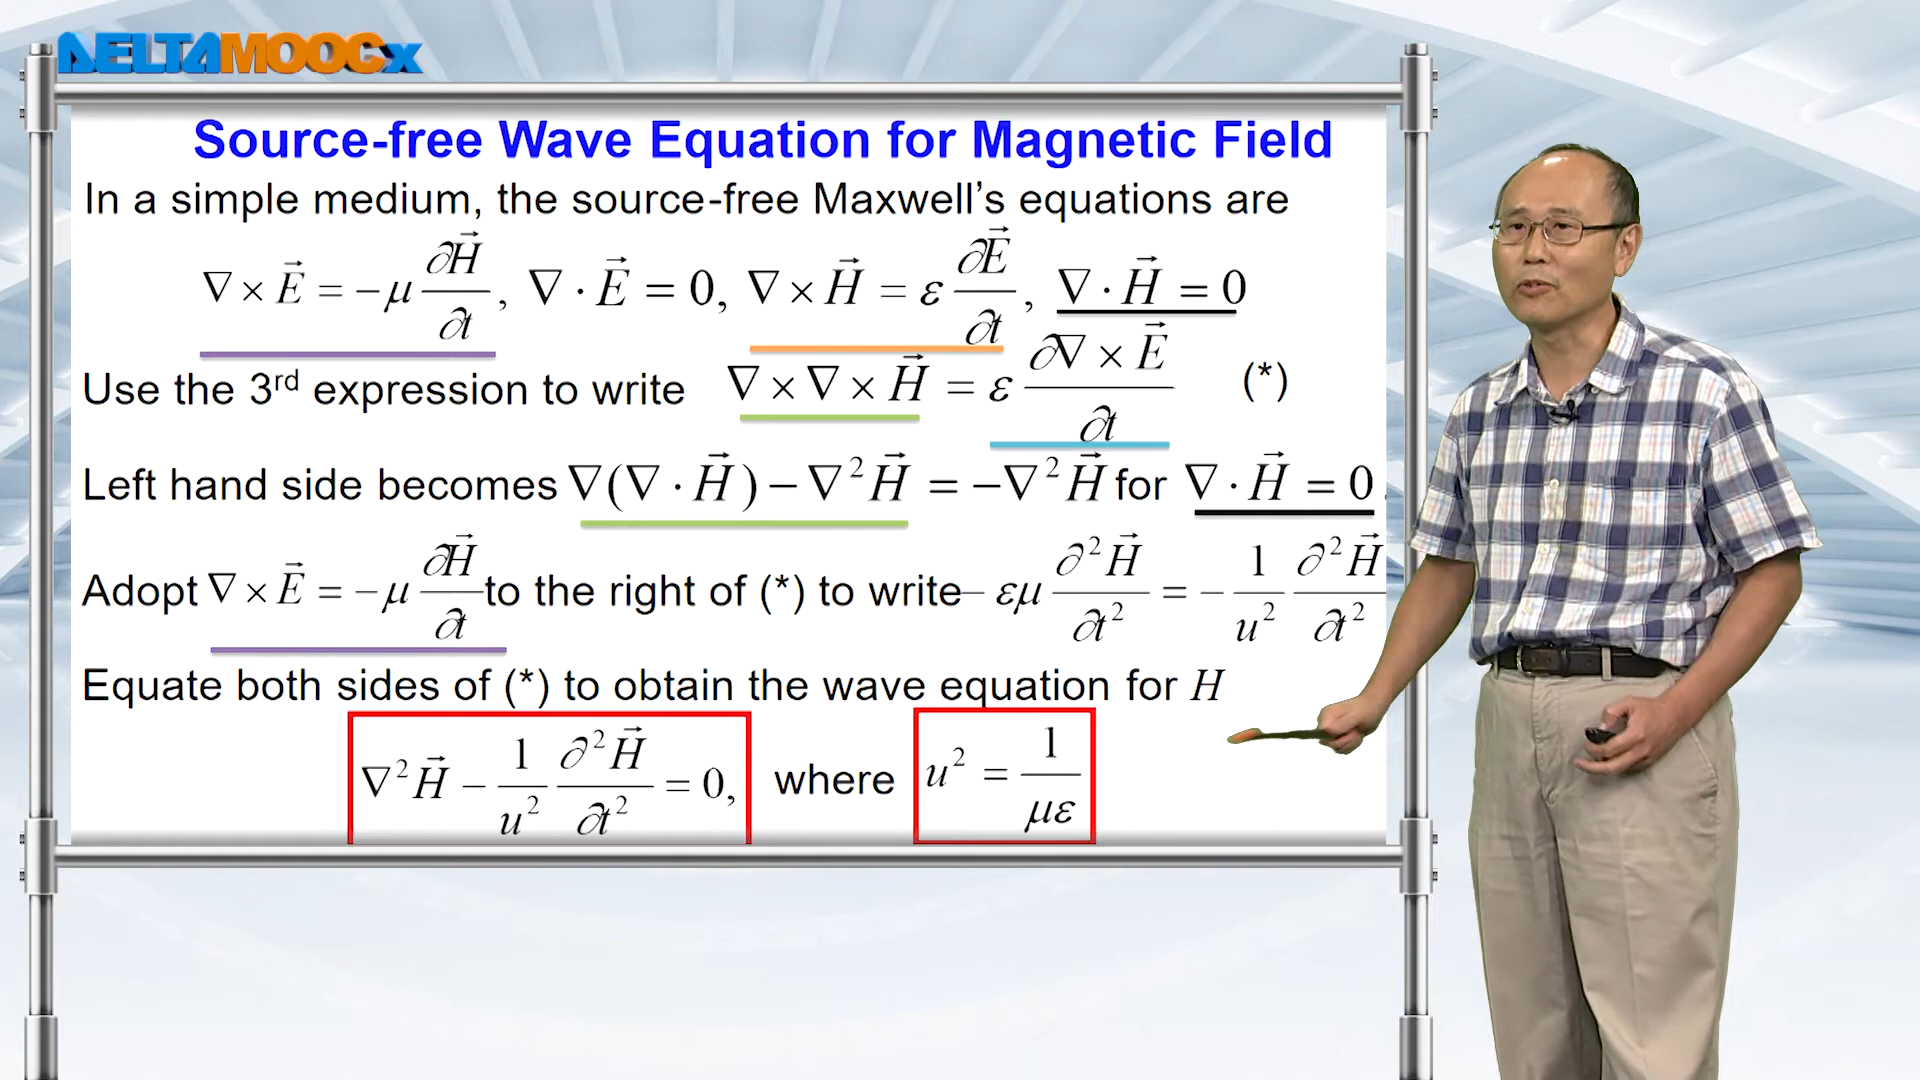 DELTAMOOCx
Source-free Wave Equation for Magnetic Field
In a simple medium, the source-free Maxwell's equations are
∇ × E⃗ = −μ ∂H⃗/∂t, ∇ · E⃗ = 0, ∇ × H⃗ = ε ∂E⃗/∂t, ∇ · H⃗ = 0
Use the 3rd expression to write ∇ × ∇ × H⃗ = ε ∂∇ × E⃗/∂t (*)
Left hand side becomes ∇(∇ · H⃗) − ∇²H⃗ = −∇²H⃗ for ∇ · H⃗ = 0.
Adopt ∇ × E⃗ = −μ ∂H⃗/∂t to the right of (*) to write − εμ ∂²H⃗/∂t² = − 1/u² ∂²H⃗/∂t²
Equate both sides of (*) to obtain the wave equation for H
∇²H⃗ − 1/u² ∂²H⃗/∂t² = 0, where u² = 1/με